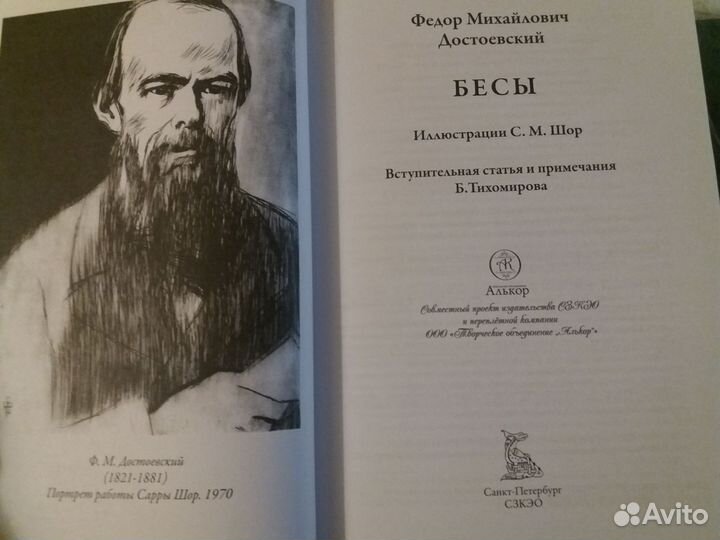 Ф. М. Достоевский
(1821-1881)
Портрет работы Сарры Шор. 1970
Федор Михайлович
Достоевский
БЕСЫ
Иллюстрации С. М. Шор
Вступительная статья и примечания
Б.Тихомирова
АК
Алькор
Совместный проект издательства СЗКЭО
и переплётной компании
ООО «Творческое объединение „Алькор“»
Санкт-Петербург
СЗКЭО
Avito